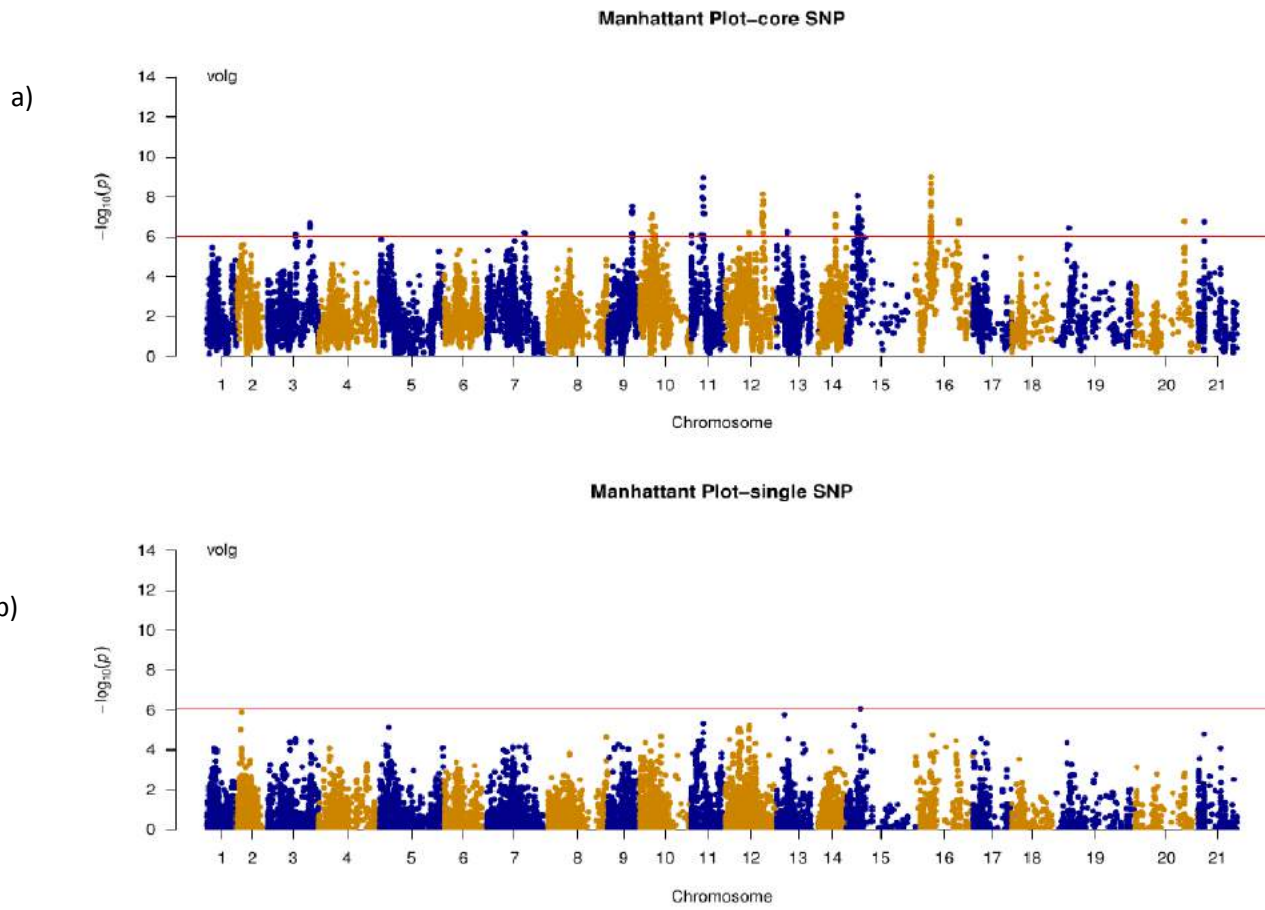 Manhattant Plot–core SNP
a)
volg
14
12
10
8
6
4
2
0
−log10(p)
1 2 3 4 5 6 7 8 9 10 11 12 13 14 15 16 17 18 19 20 21
Chromosome
Manhattant Plot–single SNP
b)
volg
14
12
10
8
6
4
2
0
−log10(p)
1 2 3 4 5 6 7 8 9 10 11 12 13 14 15 16 17 18 19 20 21
Chromosome